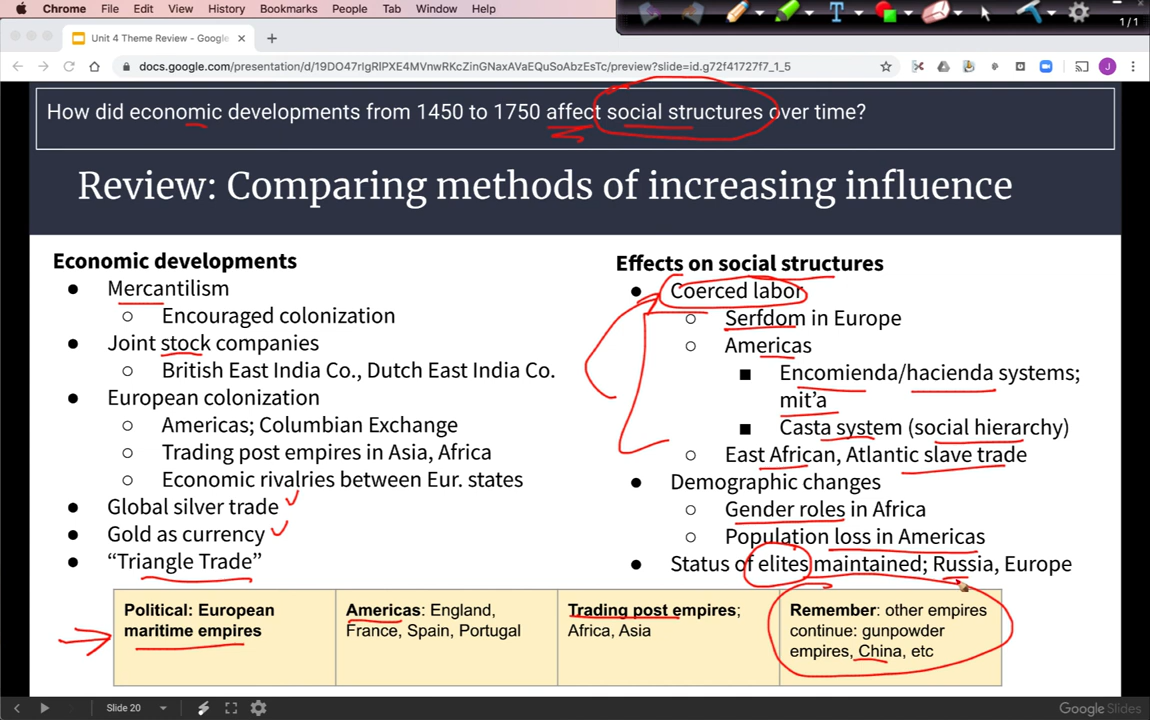 Chrome File Edit View History Bookmarks People Tab Window Help
1/1
Unit 4 Theme Review - Google
docs.google.com/presentation/d/19DO47rIgRIPXE4MVnwRKcZinGNaxAVaEQuSoAbzEsTc/preview?slide=id.g72f41727f7_1_5
J
How did economic developments from 1450 to 1750 affect social structures over time?
Review: Comparing methods of increasing influence
Economic developments
● Mercantilism
○ Encouraged colonization
● Joint stock companies
○ British East India Co., Dutch East India Co.
● European colonization
○ Americas; Columbian Exchange
○ Trading post empires in Asia, Africa
○ Economic rivalries between Eur. states
● Global silver trade
● Gold as currency
● “Triangle Trade”
Effects on social structures
● Coerced labor
○ Serfdom in Europe
○ Americas
■ Encomienda/hacienda systems;
mit’a
■ Casta system (social hierarchy)
○ East African, Atlantic slave trade
● Demographic changes
○ Gender roles in Africa
○ Population loss in Americas
● Status of elites maintained; Russia, Europe
Political: European
maritime empires
Americas: England,
France, Spain, Portugal
Trading post empires;
Africa, Asia
Remember: other empires
continue: gunpowder
empires, China, etc
Slide 20
Google Slides